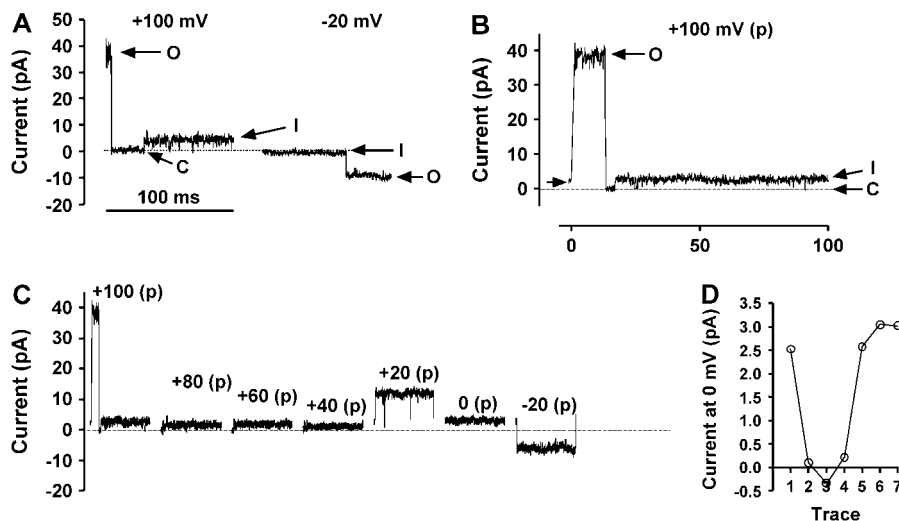 A
+100 mV
-20 mV
Current (pA)
50
40
30
20
10
0
-10
-20
O
C
I
I
O
100 ms
B
+100 mV (p)
Current (pA)
40
30
20
10
0
O
I
C
0
50
100
C
Current (pA)
40
30
20
10
0
-10
-20
+100 (p)
+80 (p)
+60 (p)
+40 (p)
+20 (p)
0 (p)
-20 (p)
D
Current at 0 mV (pA)
3.5
3.0
2.5
2.0
1.5
1.0
0.5
0.0
-0.5
1 2 3 4 5 6 7
Trace